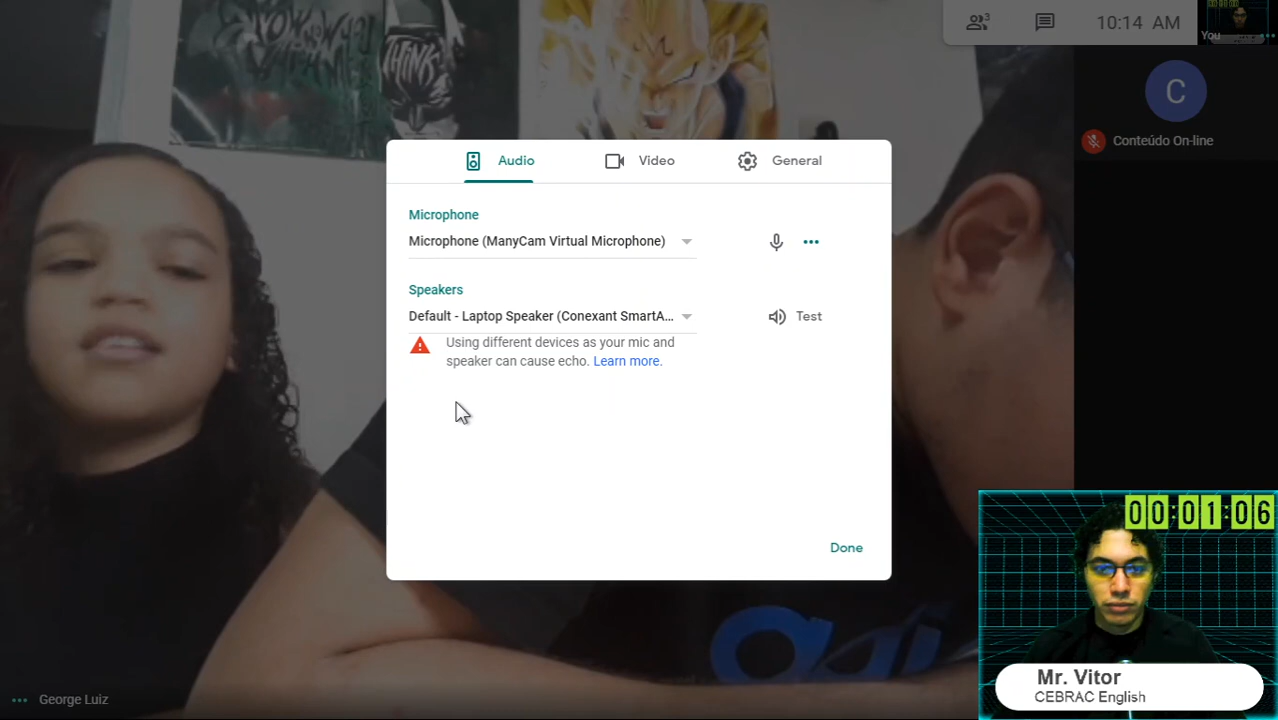 THINK
3
10:14 AM
You
C
Conteúdo On-line
Audio
Video
General
Microphone
Microphone (ManyCam Virtual Microphone)
Speakers
Default - Laptop Speaker (Conexant SmartA...
Test
Using different devices as your mic and
speaker can cause echo. Learn more.
Done
00:01:06
Mr. Vitor
CEBRAC English
George Luiz